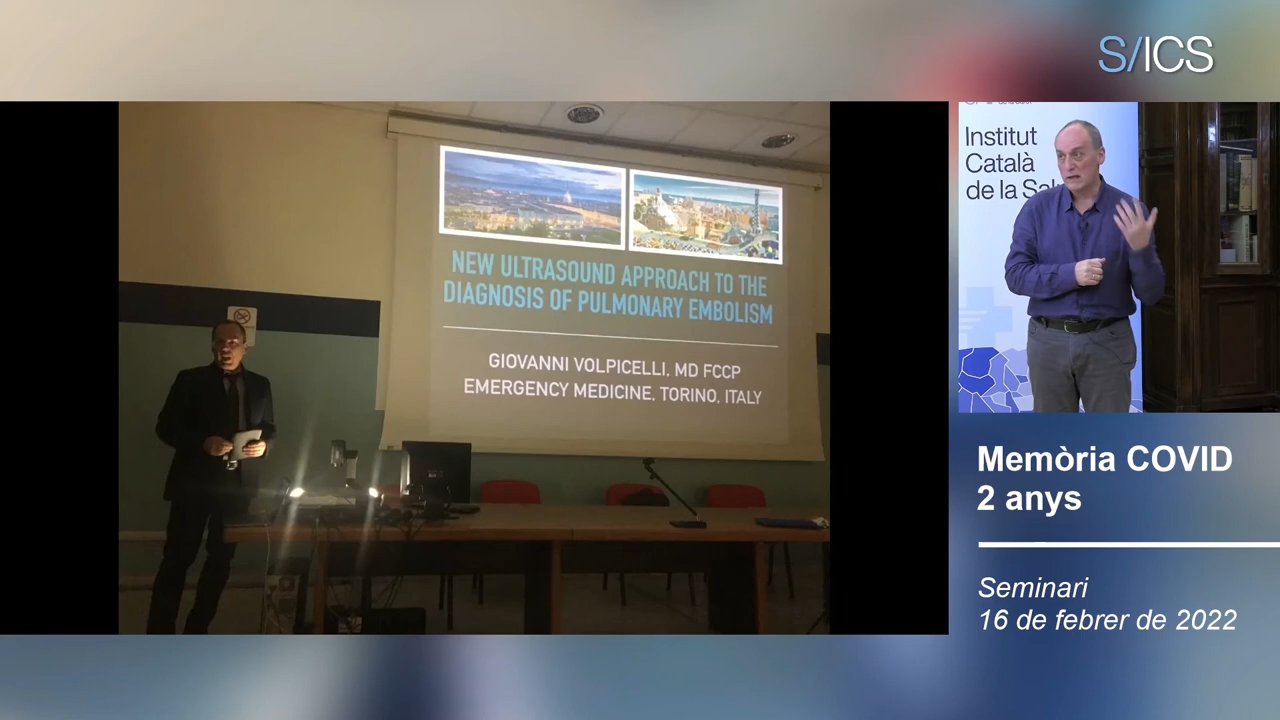 S/ICS
NEW ULTRASOUND APPROACH TO THE
DIAGNOSIS OF PULMONARY EMBOLISM
GIOVANNI VOLPICELLI, MD FCCP
EMERGENCY MEDICINE, TORINO, ITALY
Institut
Català
de la Sal
Memòria COVID
2 anys
Seminari
16 de febrer de 2022